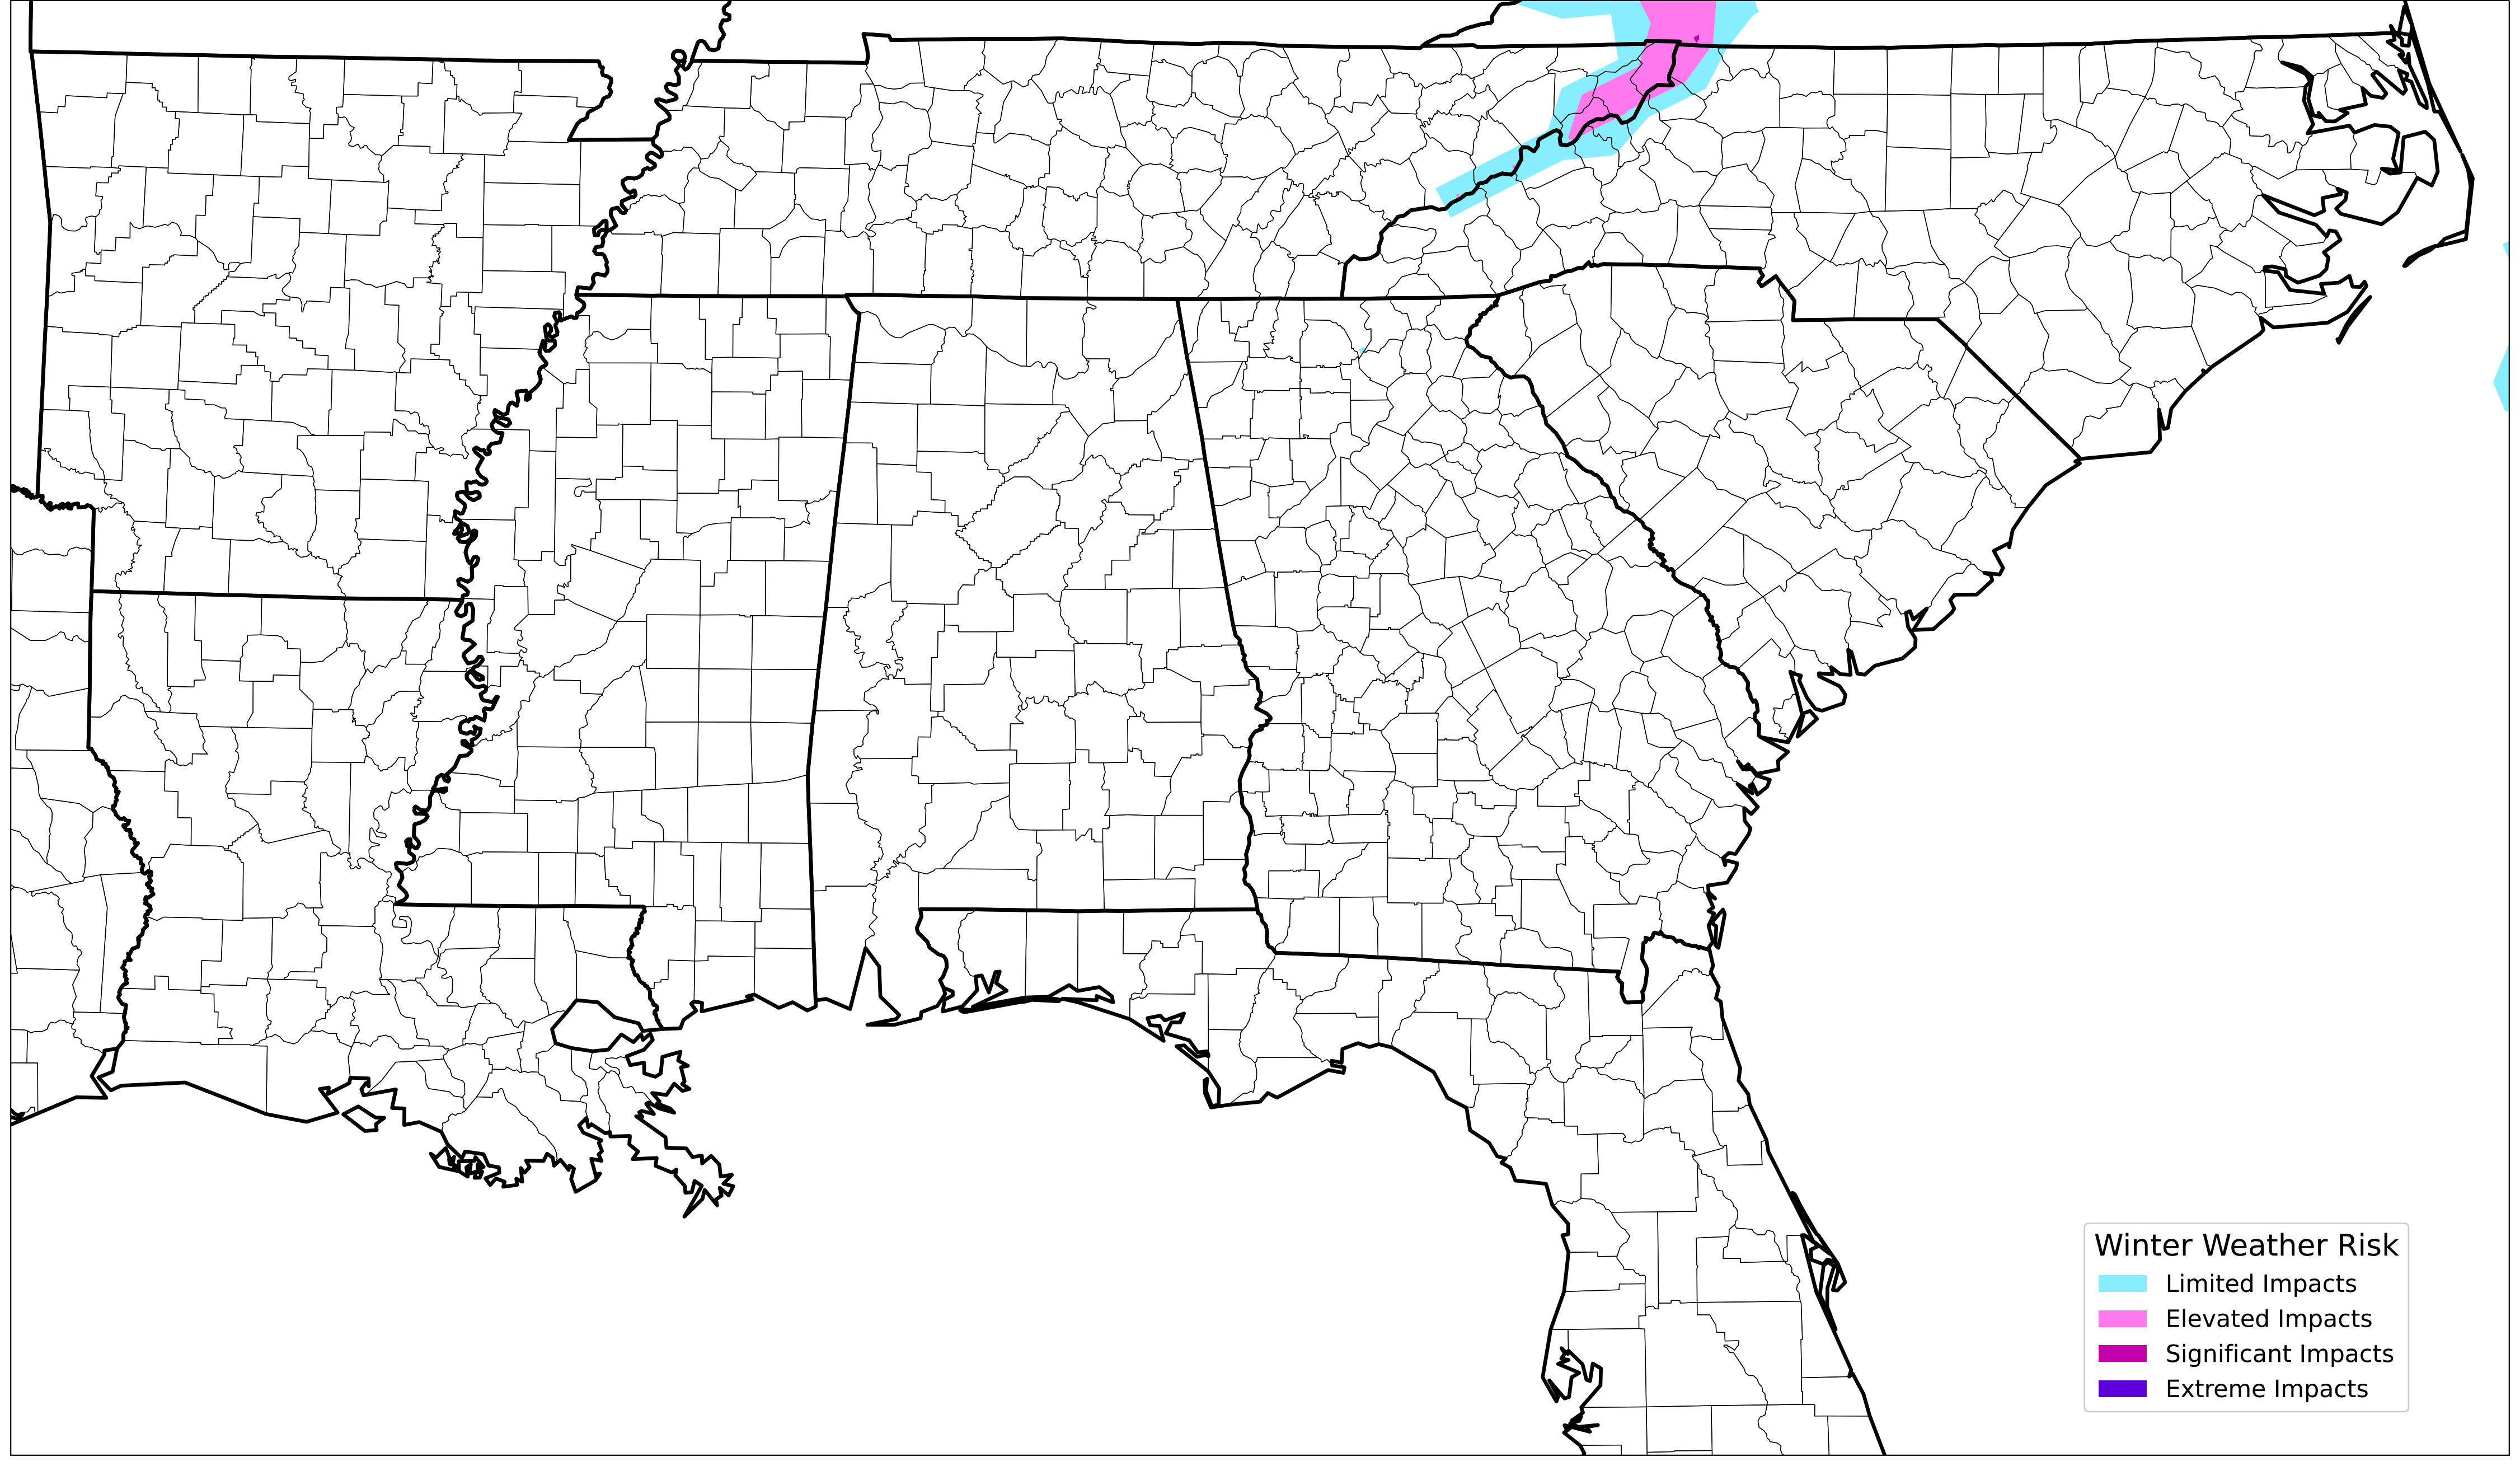 Winter Weather Risk
Limited Impacts
Elevated Impacts
Significant Impacts
Extreme Impacts